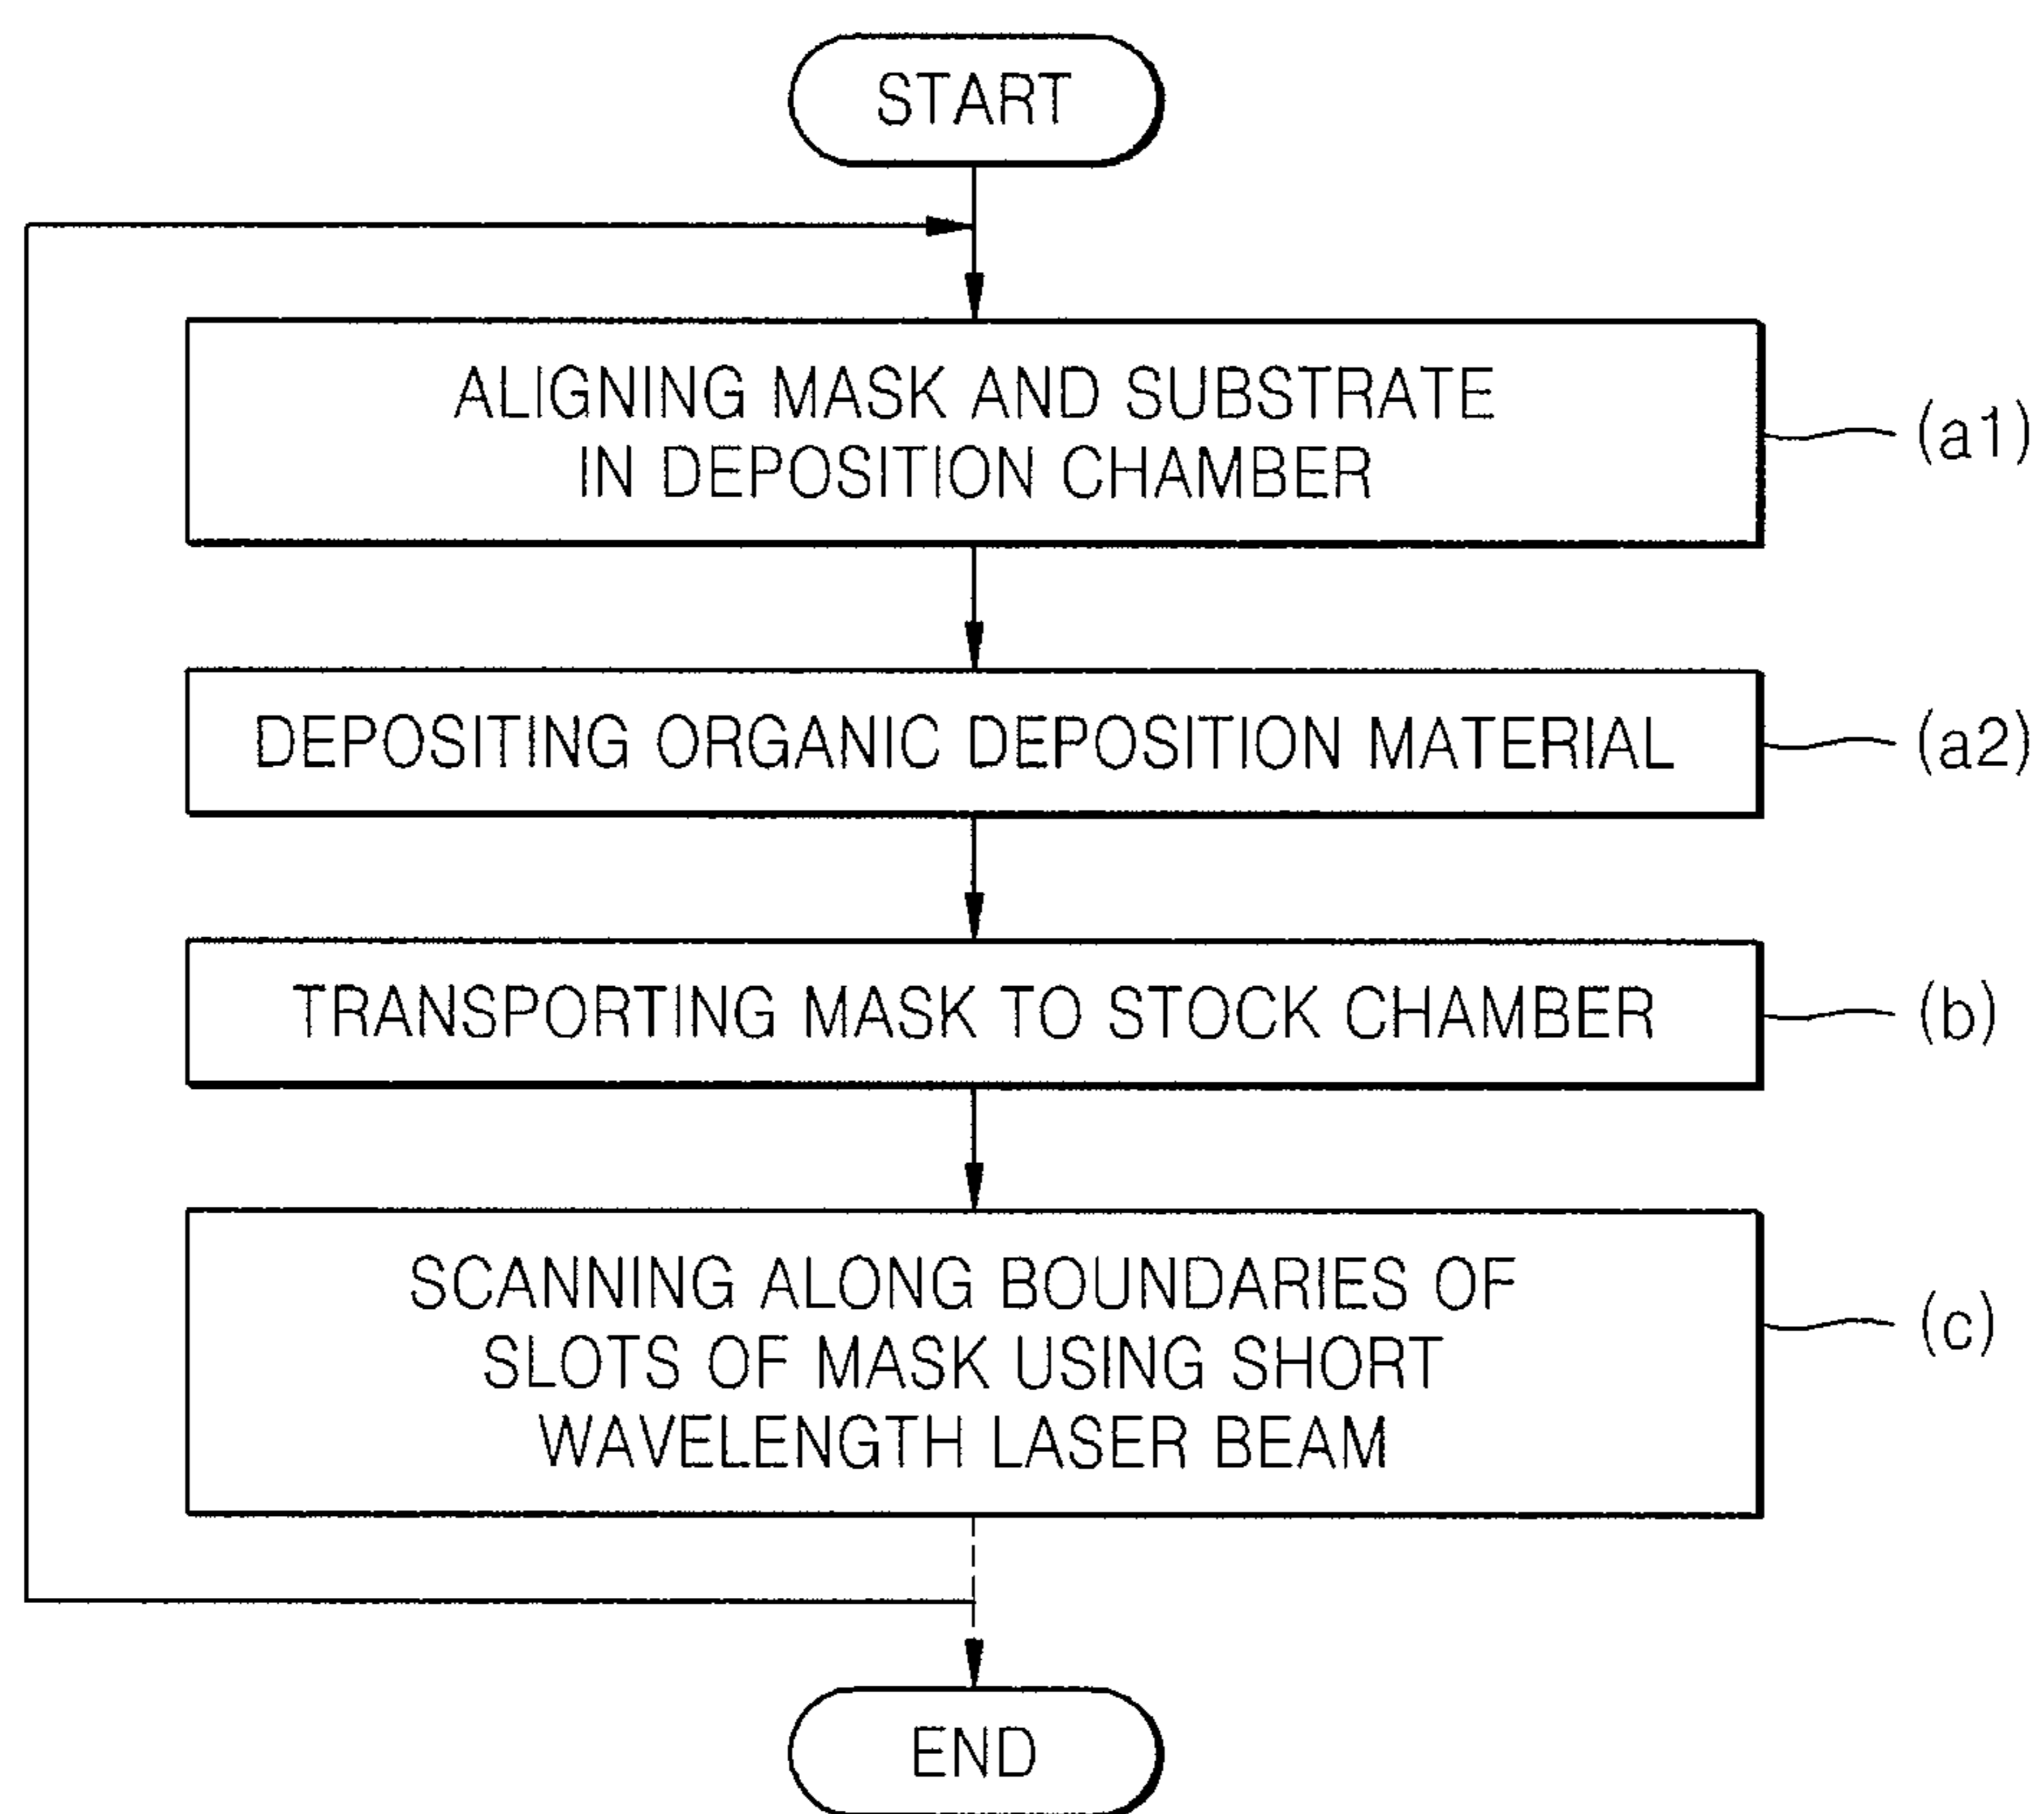 START
ALIGNING MASK AND SUBSTRATE
IN DEPOSITION CHAMBER
(a1)
DEPOSITING ORGANIC DEPOSITION MATERIAL
(a2)
TRANSPORTING MASK TO STOCK CHAMBER
(b)
SCANNING ALONG BOUNDARIES OF
SLOTS OF MASK USING SHORT
WAVELENGTH LASER BEAM
(c)
END